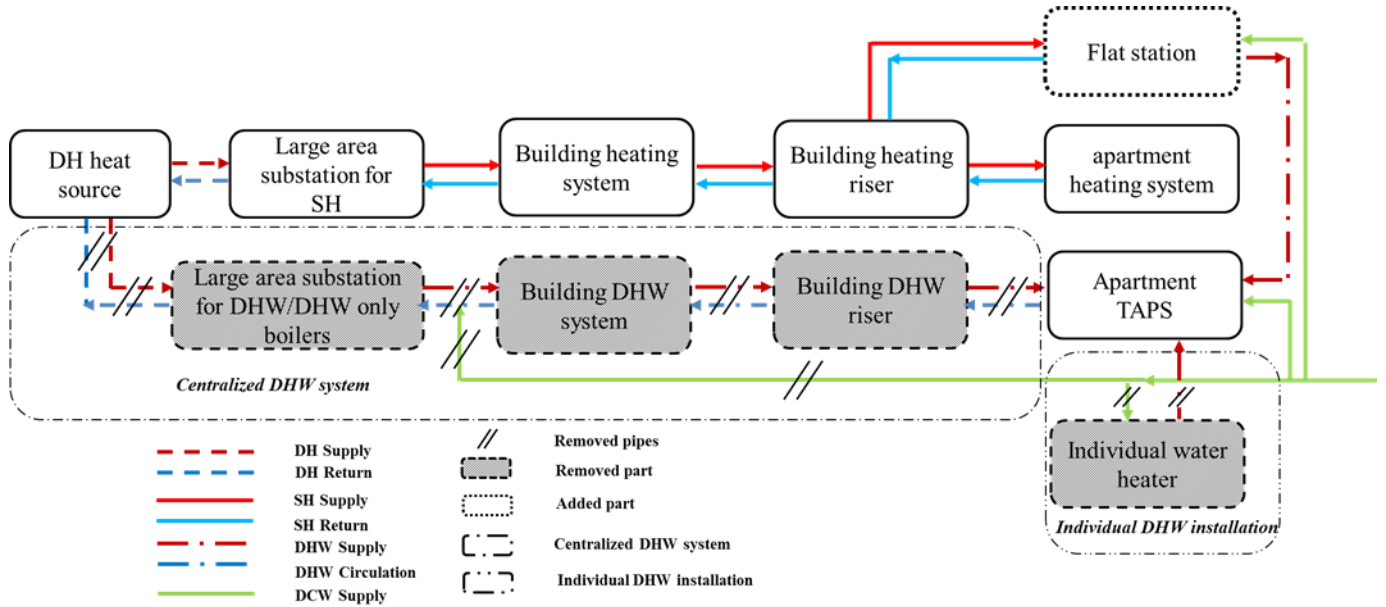 Flat station
DH heat
source
Large area
substation for
SH
Building heating
system
Building heating
riser
apartment
heating system
Large area substation
for DHW/DHW only
boilers
Building DHW
system
Building DHW
riser
Apartment
TAPS
Centralized DHW system
Individual water
heater
Individual DHW installation
DH Supply
DH Return
SH Supply
SH Return
DHW Supply
DHW Circulation
DCW Supply
Removed pipes
Removed part
Added part
Centralized DHW system
Individual DHW installation